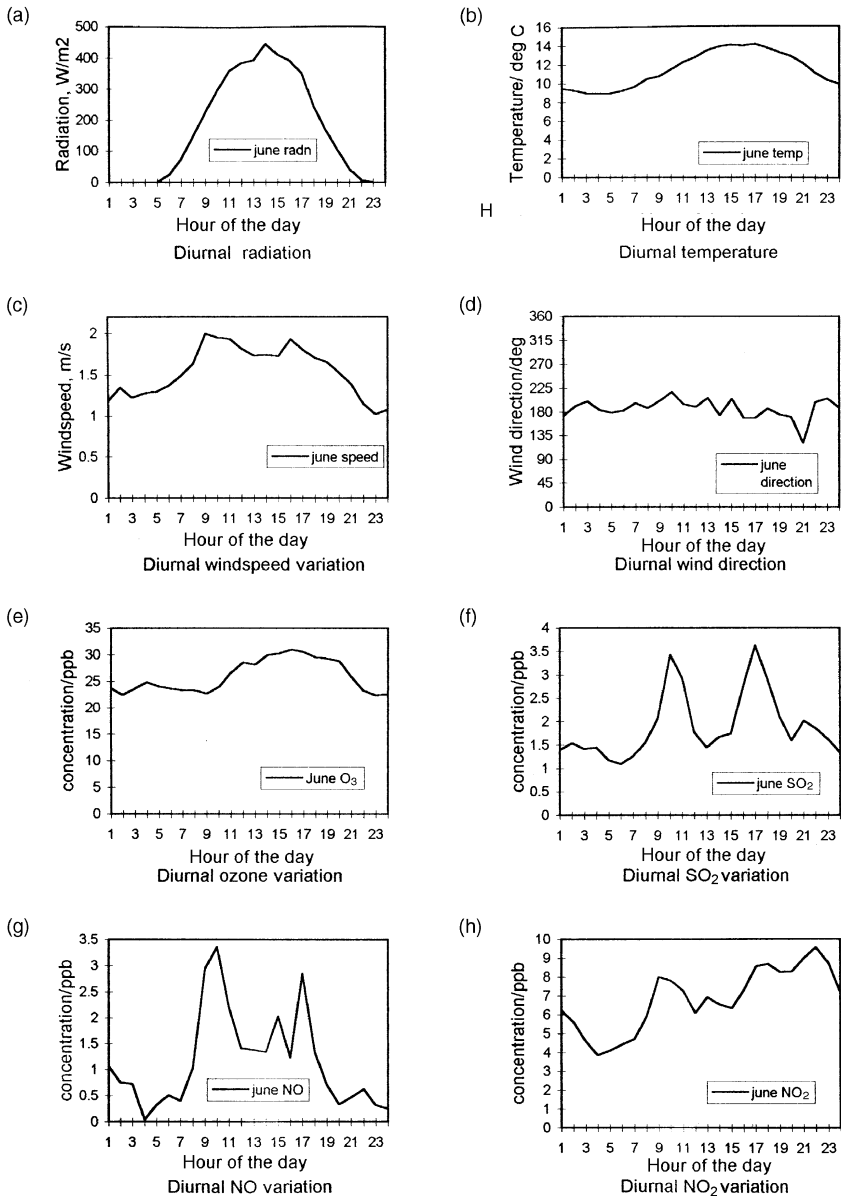 (a)
Radiation, W/m2
500
400
300
200
100
0
june radn
1 3 5 7 9 11 13 15 17 19 21 23
Hour of the day
Diurnal radiation
(b)
Temperature/ deg C
16
14
12
10
8
6
4
2
0
june temp
1 3 5 7 9 11 13 15 17 19 21 23
H
Hour of the day
Diurnal temperature
(c)
Windspeed, m/s
2
1.5
1
0.5
0
june speed
1 3 5 7 9 11 13 15 17 19 21 23
Hour of the day
Diurnal windspeed variation
(d)
Wind direction/deg
360
315
270
225
180
135
90
45
0
june
direction
1 3 5 7 9 11 13 15 17 19 21 23
Hour of the day
Diurnal wind direction
(e)
concentration/ppb
35
30
25
20
15
10
5
0
June O₃
1 3 5 7 9 11 13 15 17 19 21 23
Hour of the day
Diurnal ozone variation
(f)
concentration/ppb
4
3.5
3
2.5
2
1.5
1
0.5
0
june SO₂
1 3 5 7 9 11 13 15 17 19 21 23
Hour of the day
Diurnal SO₂ variation
(g)
concentration/ppb
3.5
3
2.5
2
1.5
1
0.5
0
june NO
1 3 5 7 9 11 13 15 17 19 21 23
Hour of the day
Diurnal NO variation
(h)
concentration/ppb
10
9
8
7
6
5
4
3
2
1
0
june NO₂
1 3 5 7 9 11 13 15 17 19 21 23
Hour of the day
Diurnal NO₂ variation